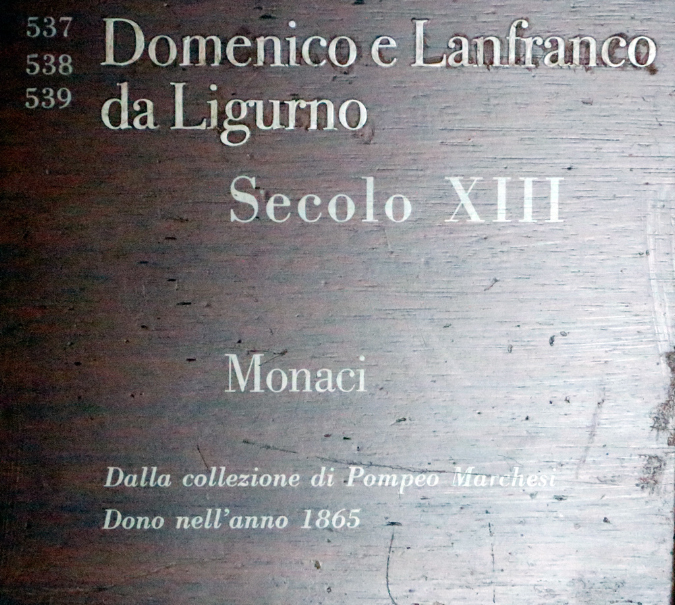 537 Domenico e Lanfranco
538
539 da Ligurno
Secolo XIII
Monaci
Dalla collezione di Pompeo Marchesi
Dono nell'anno 1865